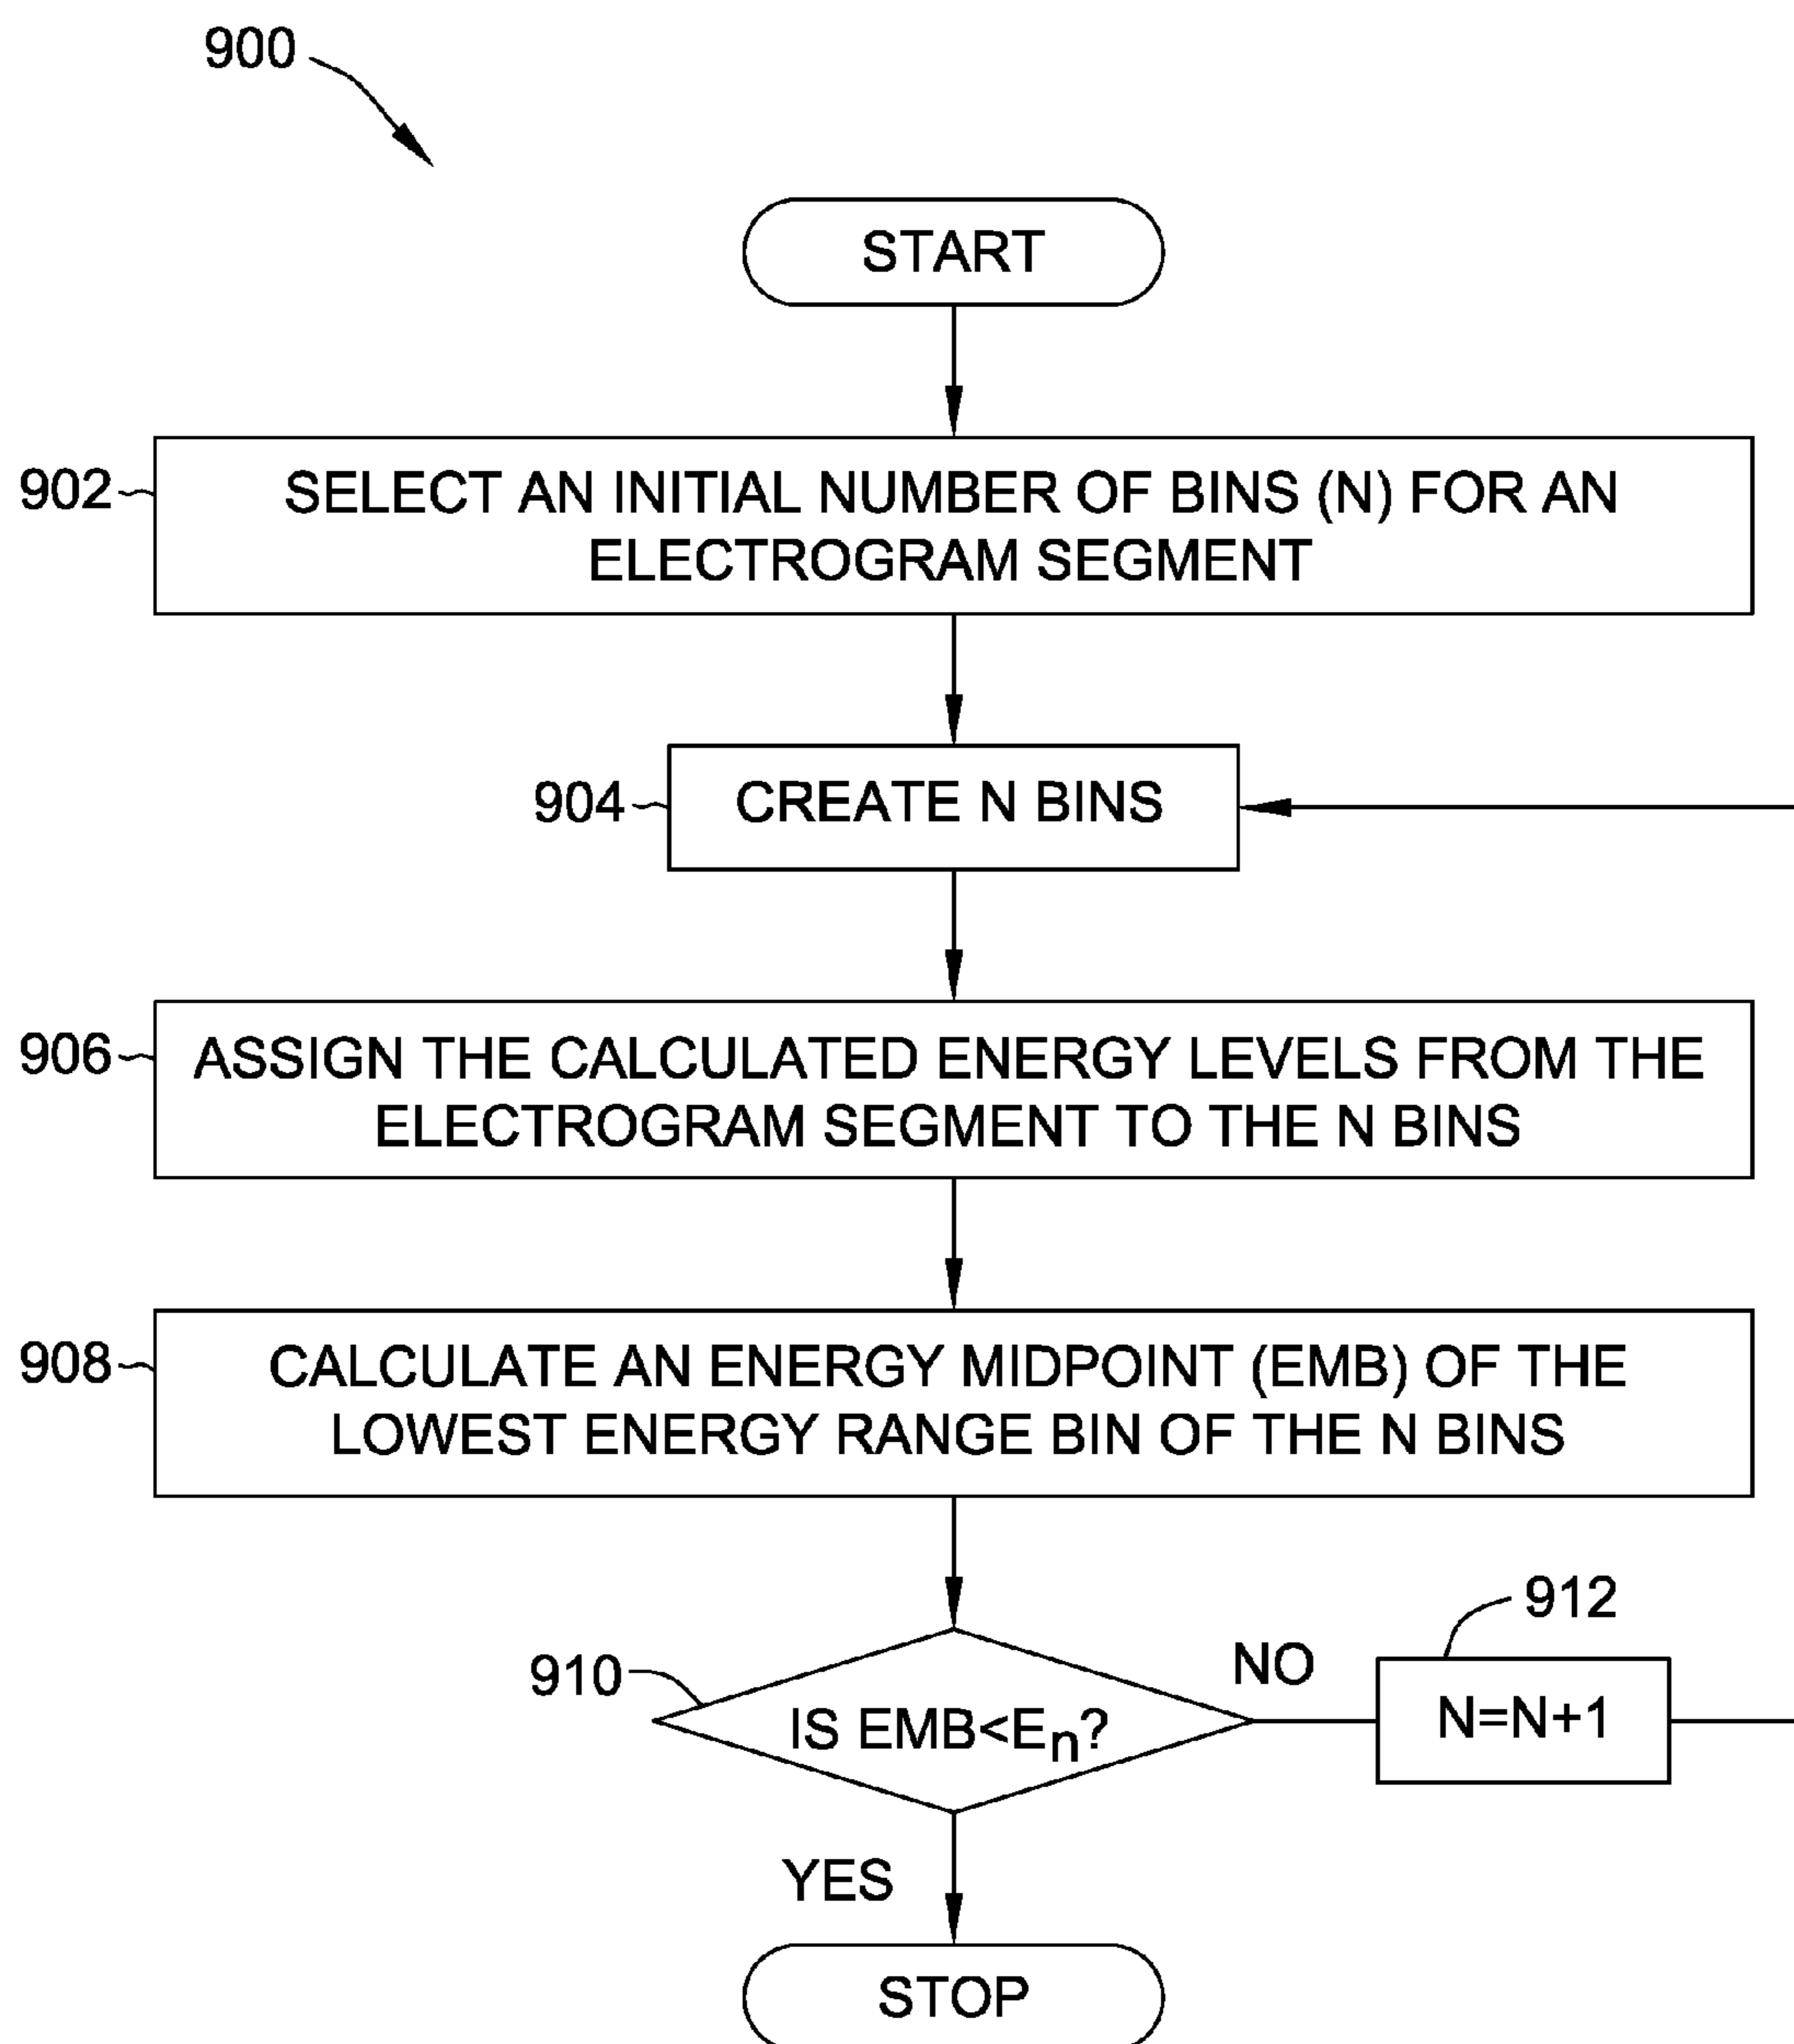 900
START
902
SELECT AN INITIAL NUMBER OF BINS (N) FOR AN
ELECTROGRAM SEGMENT
904
CREATE N BINS
906
ASSIGN THE CALCULATED ENERGY LEVELS FROM THE
ELECTROGRAM SEGMENT TO THE N BINS
908
CALCULATE AN ENERGY MIDPOINT (EMB) OF THE
LOWEST ENERGY RANGE BIN OF THE N BINS
910
IS EMB<En?
NO
912
N=N+1
YES
STOP